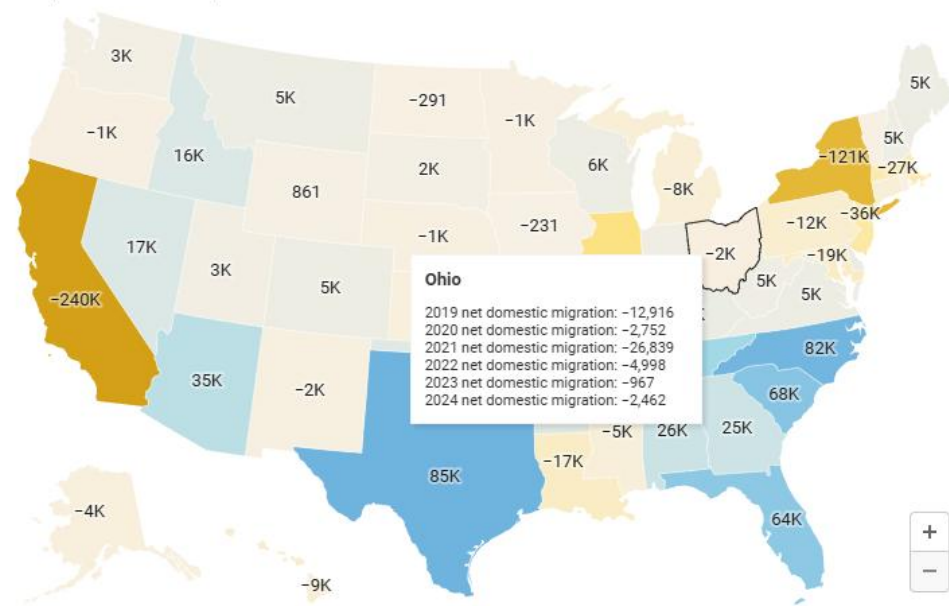 3K
5K
−291
−1K
5K
−1K
16K
2K
6K
5K
−121K
−27K
861
−8K
−1K
−231
−12K
−36K
17K
3K
5K
−2K
−19K
5K
5K
−240K
Ohio
2019 net domestic migration: −12,916
2020 net domestic migration: −2,752
2021 net domestic migration: −26,839
2022 net domestic migration: −4,998
2023 net domestic migration: −967
2024 net domestic migration: −2,462
82K
35K
−2K
68K
−5K
26K
25K
−17K
85K
64K
−4K
−9K
+
−